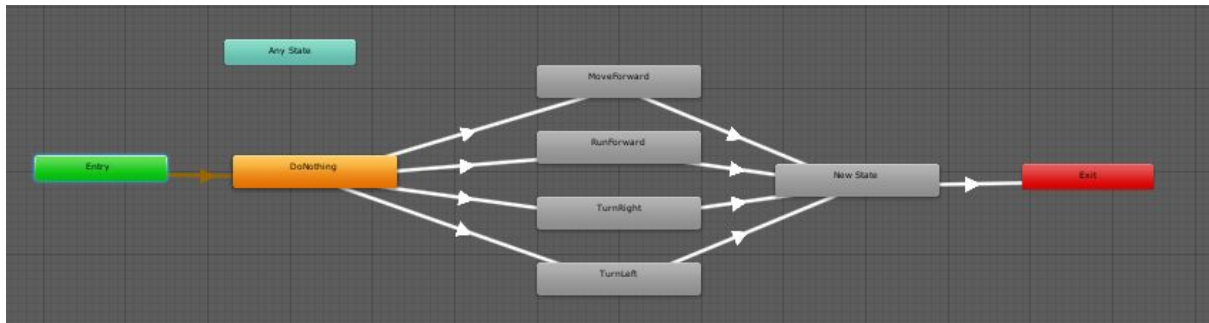 Any State
MoveForward
RunForward
Entry
DoNothing
New State
Exit
TurnRight
TurnLeft